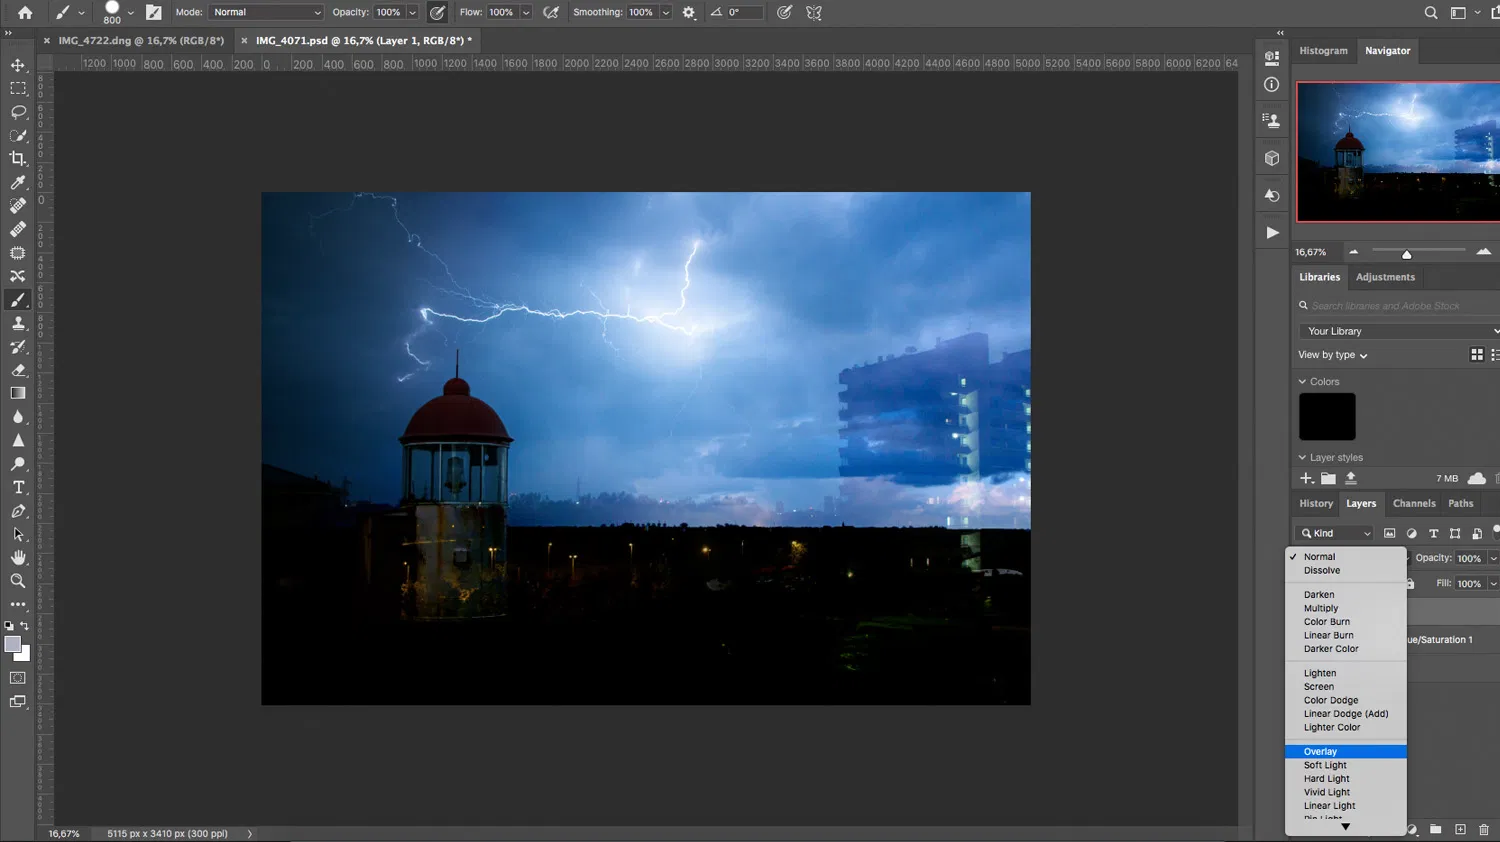 800
Mode: Normal
Opacity: 100%
Flow: 100%
Smoothing: 100%
0°
× IMG_4722.dng @ 16,7% (RGB/8*)
× IMG_4071.psd @ 16,7% (Layer 1, RGB/8*) *
1200 1000 800 600 400 200 0 200 400 600 800 1000 1200 1400 1600 1800 2000 2200 2400 2600 2800 3000 3200 3400 3600 3800 4000 4200 4400 4600 4800 5000 5200 5400 5600 5800 6000 6200 64
Histogram
Navigator
16,67%
Libraries
Adjustments
Search libraries and Adobe Stock
Your Library
View by type
Colors
Layer styles
7 MB
History
Layers
Channels
Paths
Kind
Opacity: 100%
Fill: 100%
ue/Saturation 1
✓ Normal
Dissolve
Darken
Multiply
Color Burn
Linear Burn
Darker Color
Lighten
Screen
Color Dodge
Linear Dodge (Add)
Lighter Color
Overlay
Soft Light
Hard Light
Vivid Light
Linear Light
Pin Light
16,67%
5115 px x 3410 px (300 ppi)